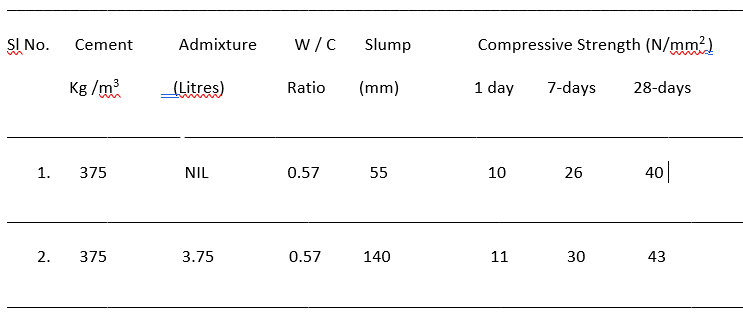 Sl No. Cement Admixture W / C Slump Compressive Strength (N/mm²)
Kg /m³ (Litres) Ratio (mm) 1 day 7-days 28-days
1. 375 NIL 0.57 55 10 26 40
2. 375 3.75 0.57 140 11 30 43